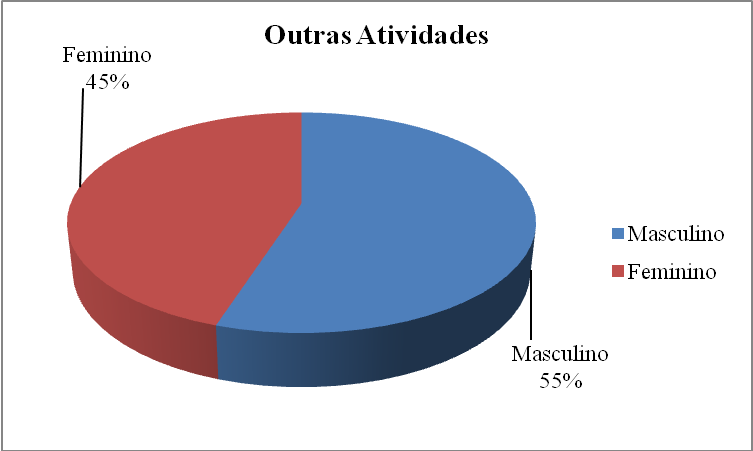 Outras Atividades
Feminino
45%
Masculino
Feminino
Masculino
55%